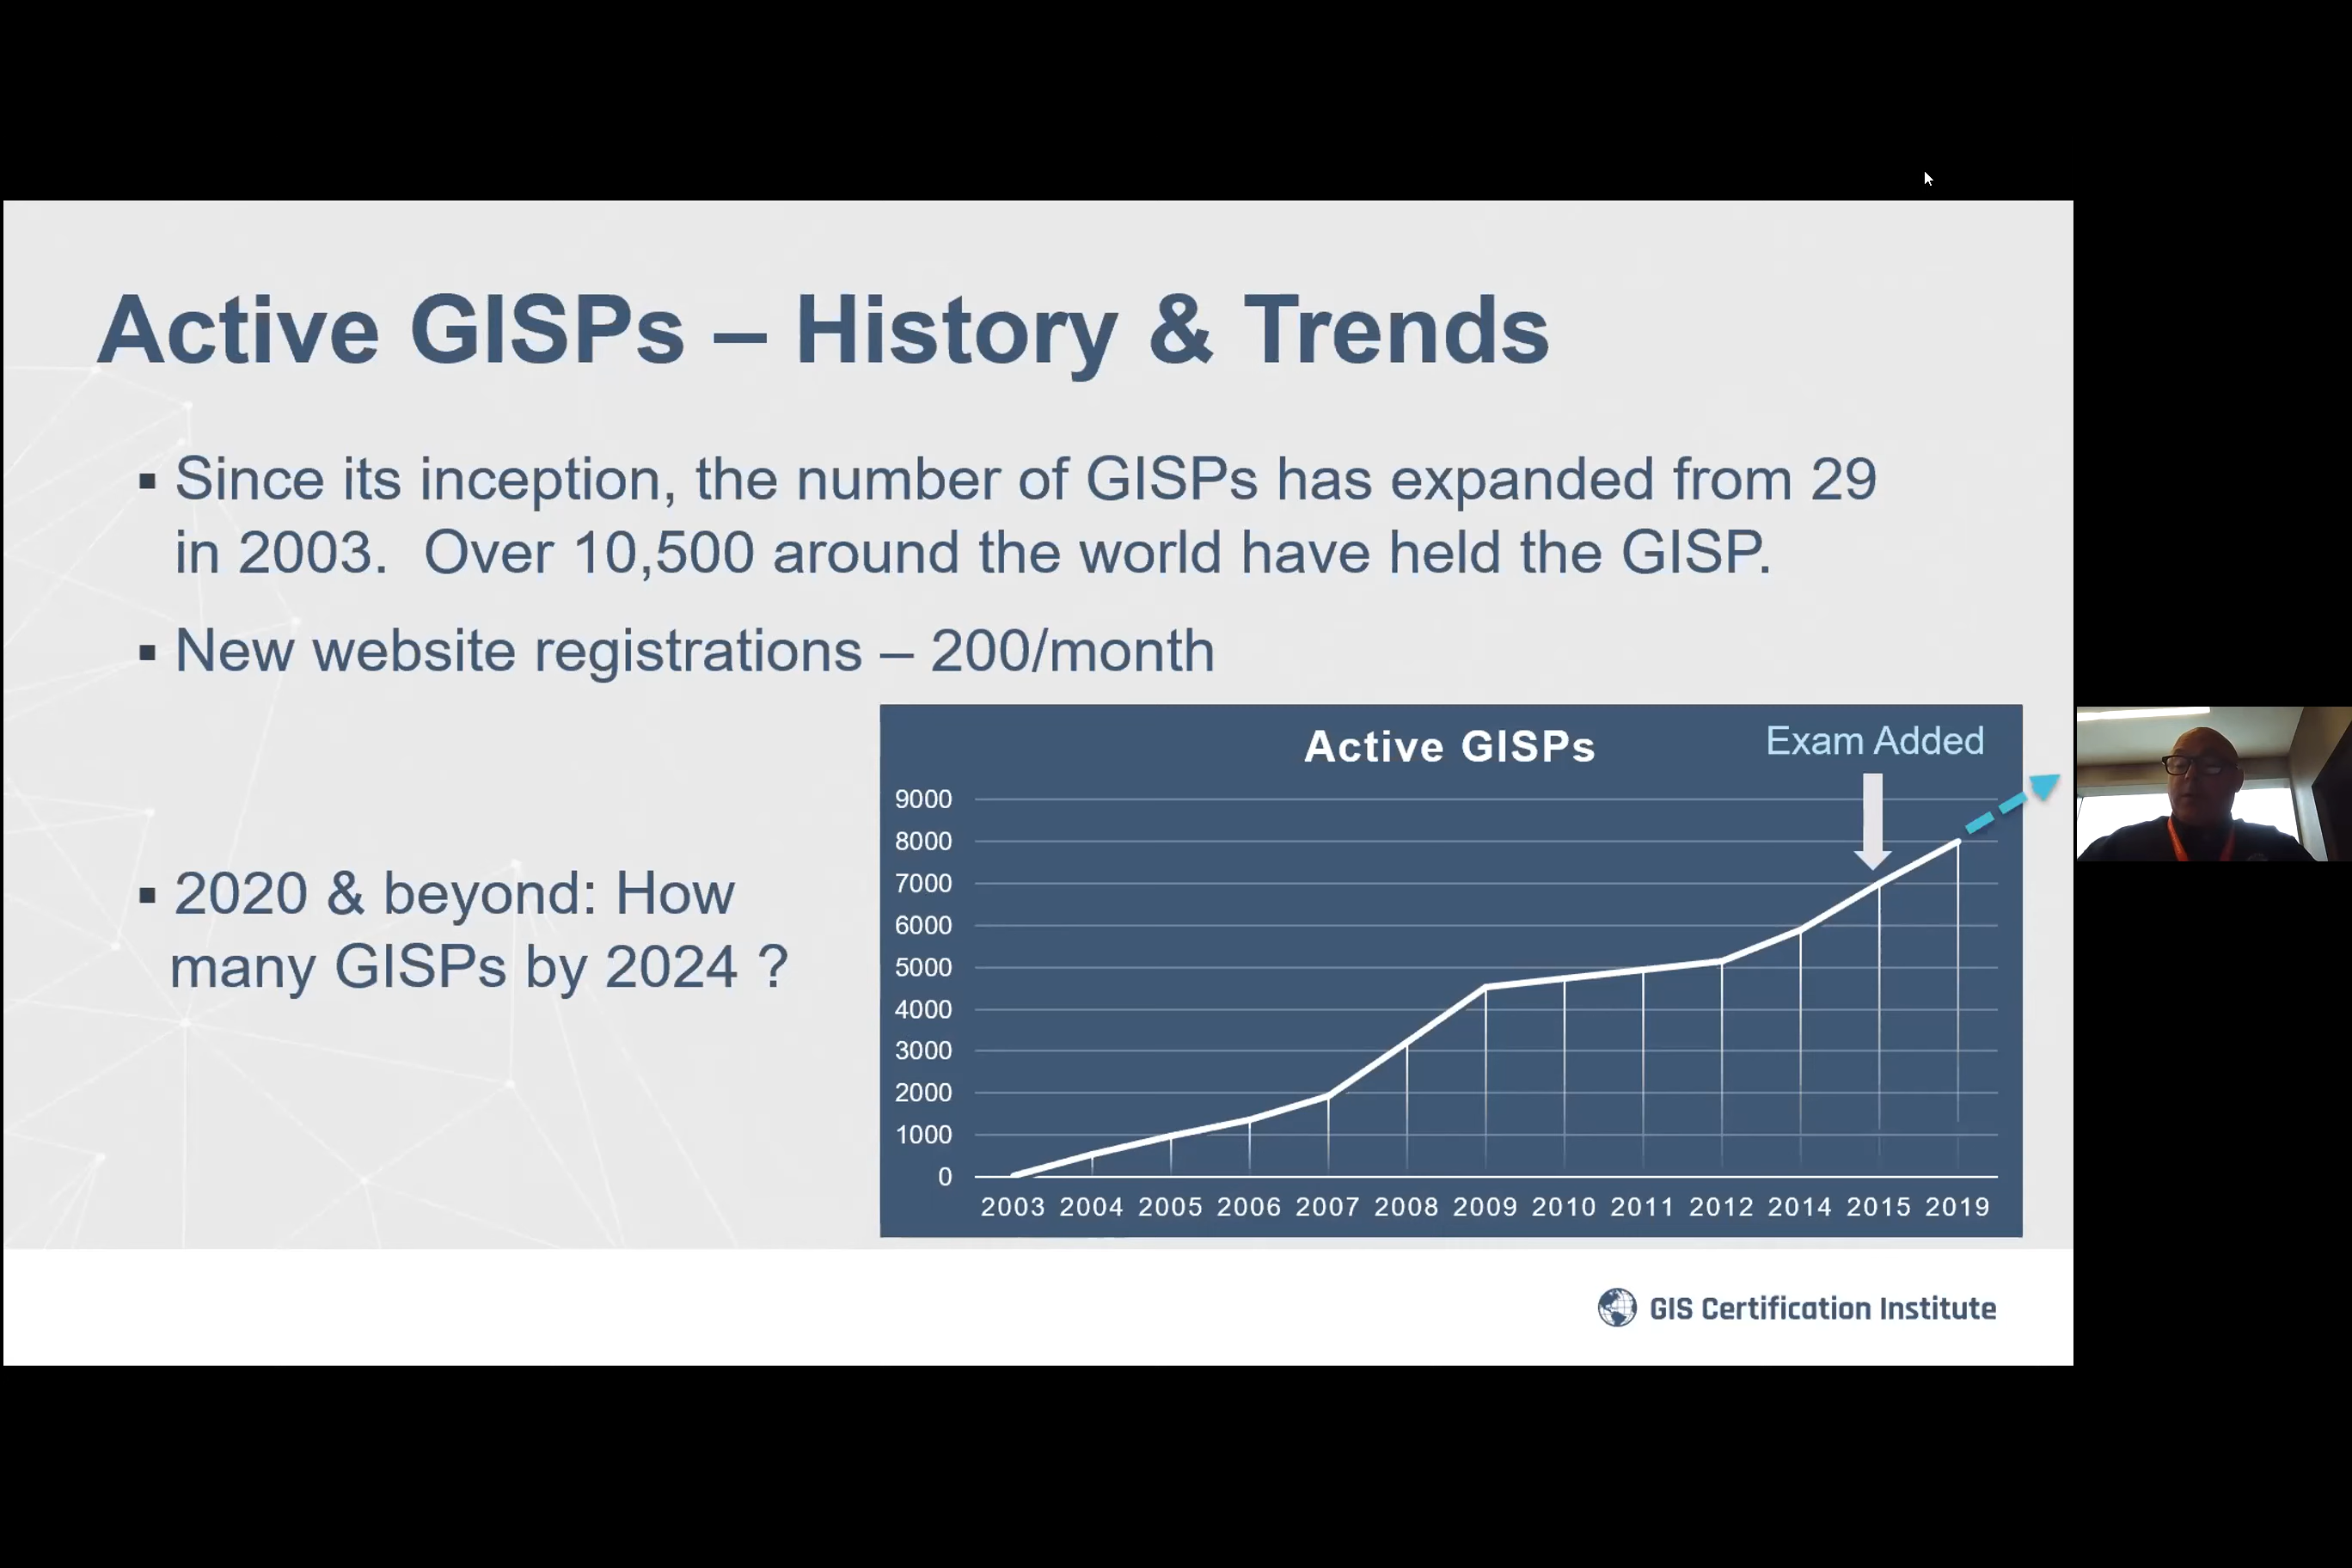 Active GISPs – History & Trends
▪ Since its inception, the number of GISPs has expanded from 29
in 2003.  Over 10,500 around the world have held the GISP.
▪ New website registrations – 200/month
▪ 2020 & beyond: How
many GISPs by 2024 ?
Active GISPs
Exam Added
9000
8000
7000
6000
5000
4000
3000
2000
1000
0
2003 2004 2005 2006 2007 2008 2009 2010 2011 2012 2014 2015 2019
GIS Certification Institute